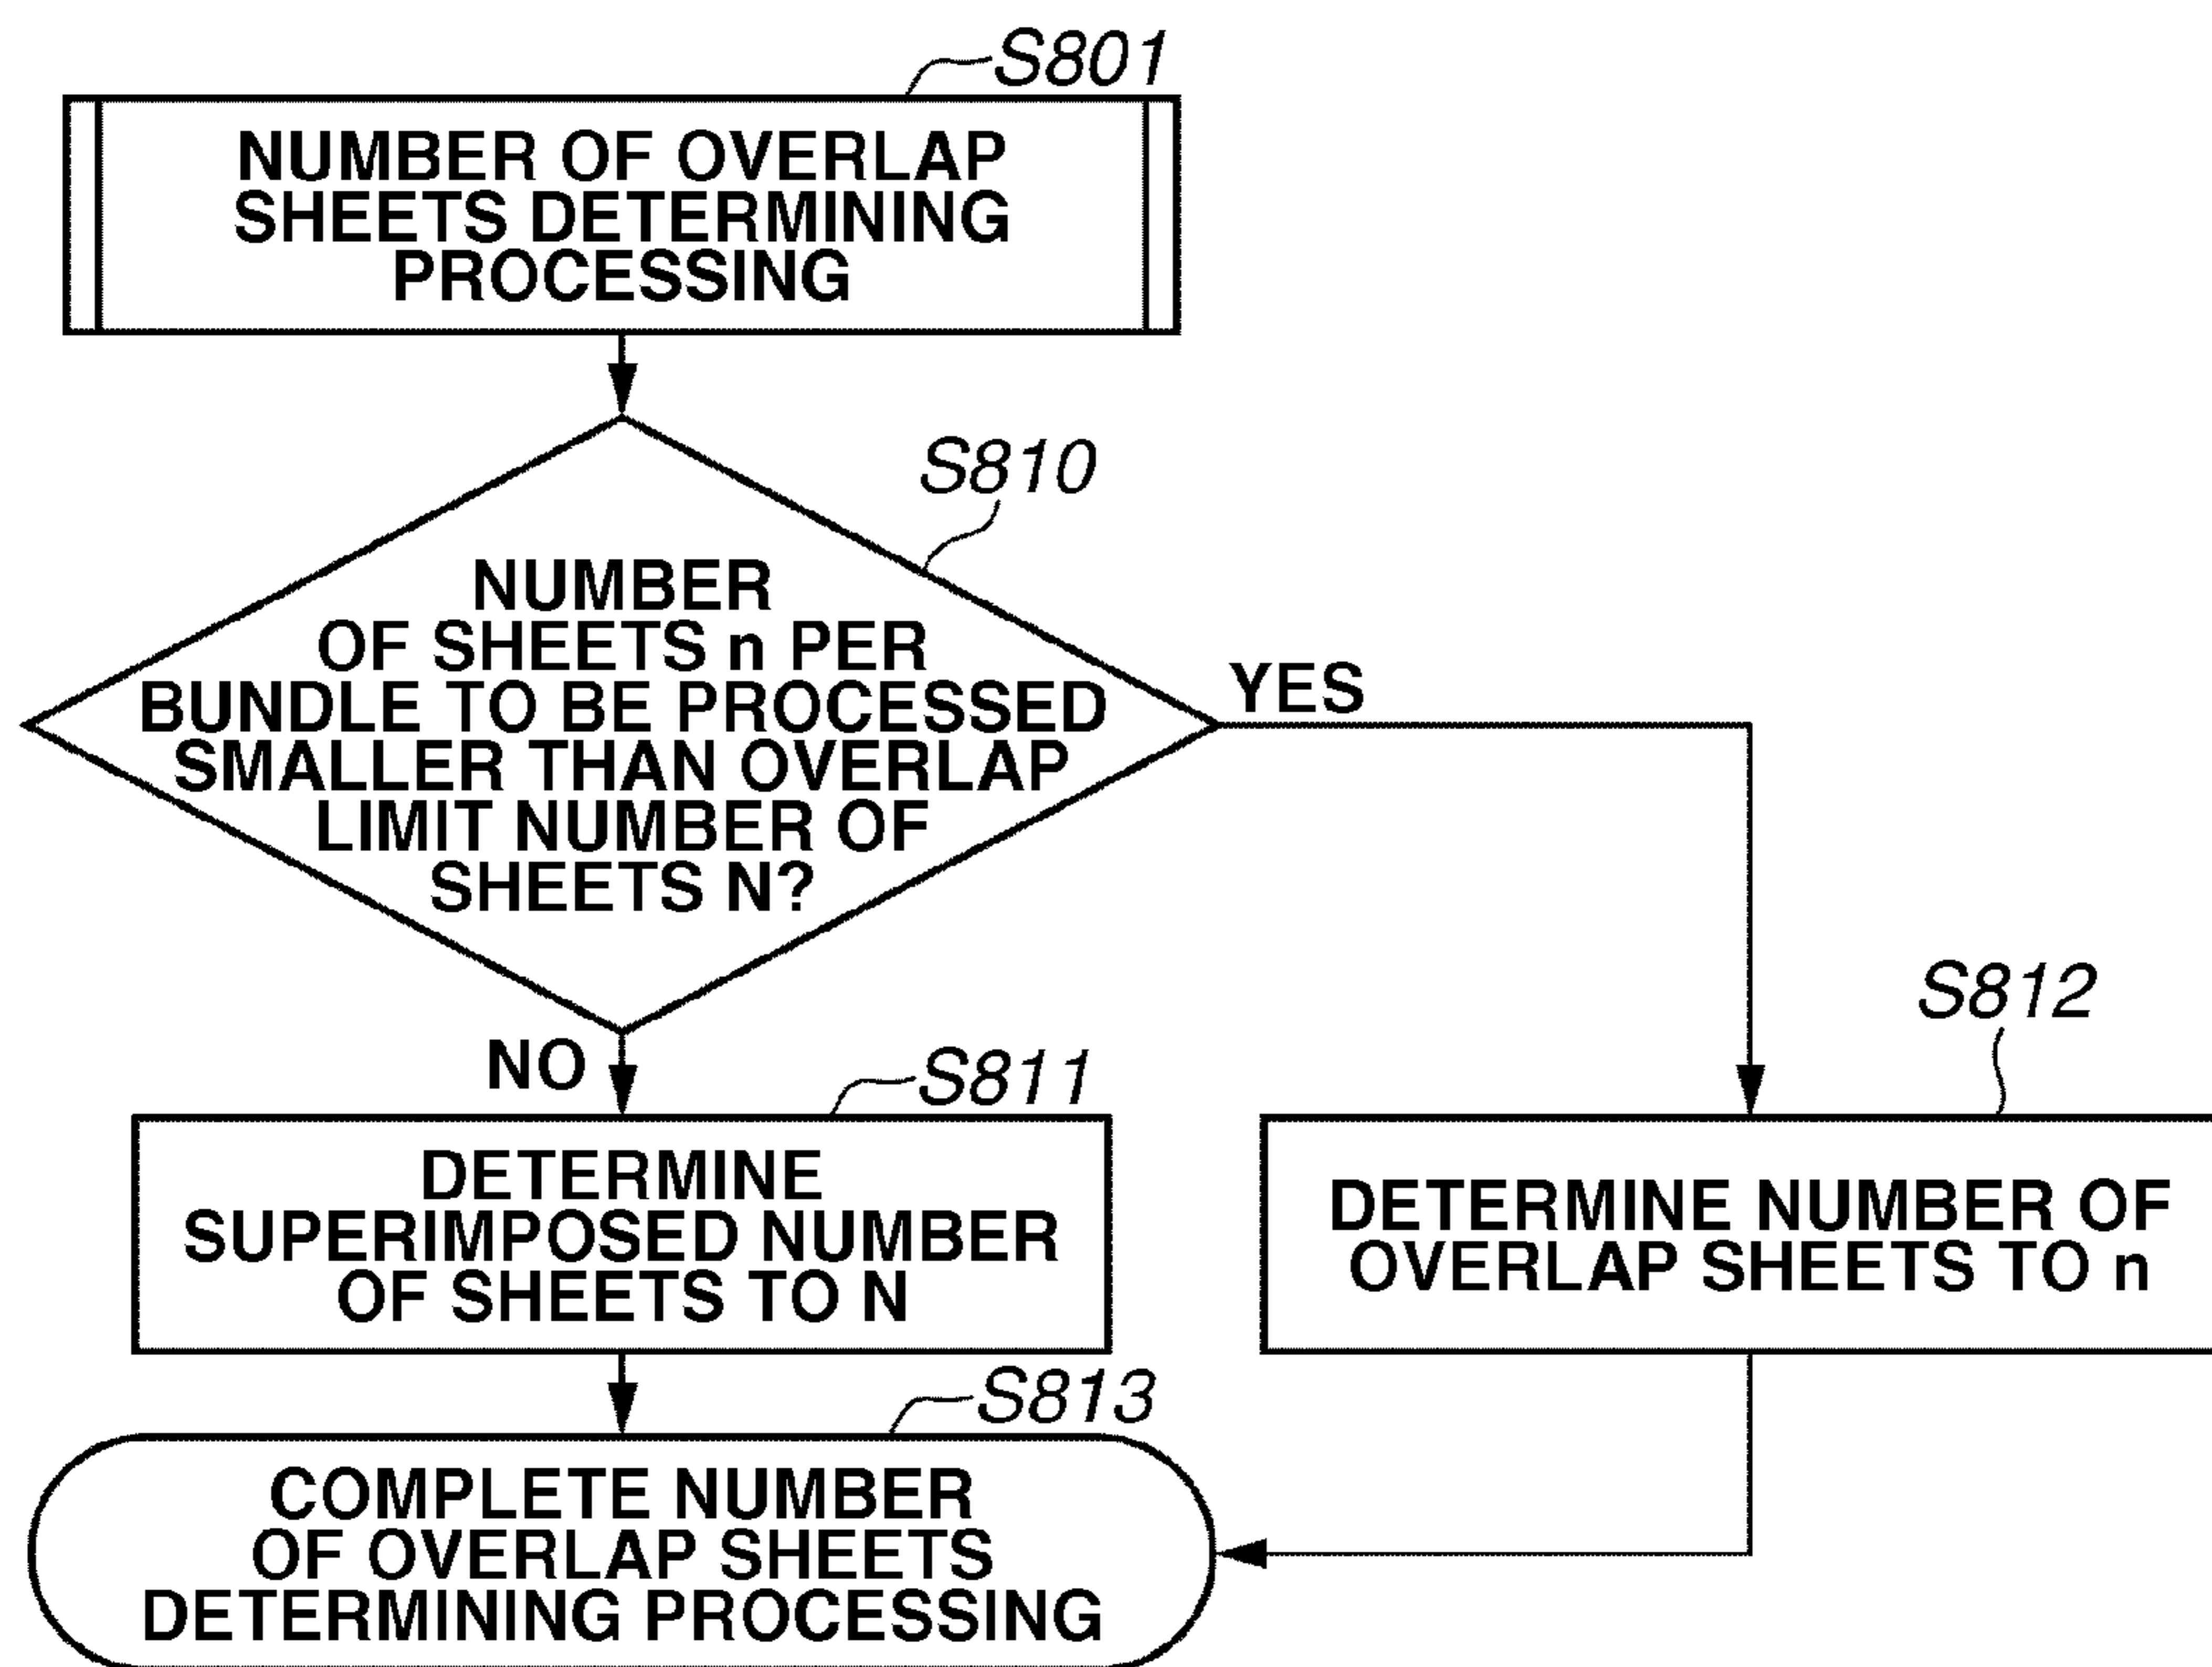 S801
NUMBER OF OVERLAP
SHEETS DETERMINING
PROCESSING
S810
NUMBER
OF SHEETS n PER
BUNDLE TO BE PROCESSED
SMALLER THAN OVERLAP
LIMIT NUMBER OF
SHEETS N?
YES
NO
S811
DETERMINE
SUPERIMPOSED NUMBER
OF SHEETS TO N
S812
DETERMINE NUMBER OF
OVERLAP SHEETS TO n
S813
COMPLETE NUMBER
OF OVERLAP SHEETS
DETERMINING PROCESSING